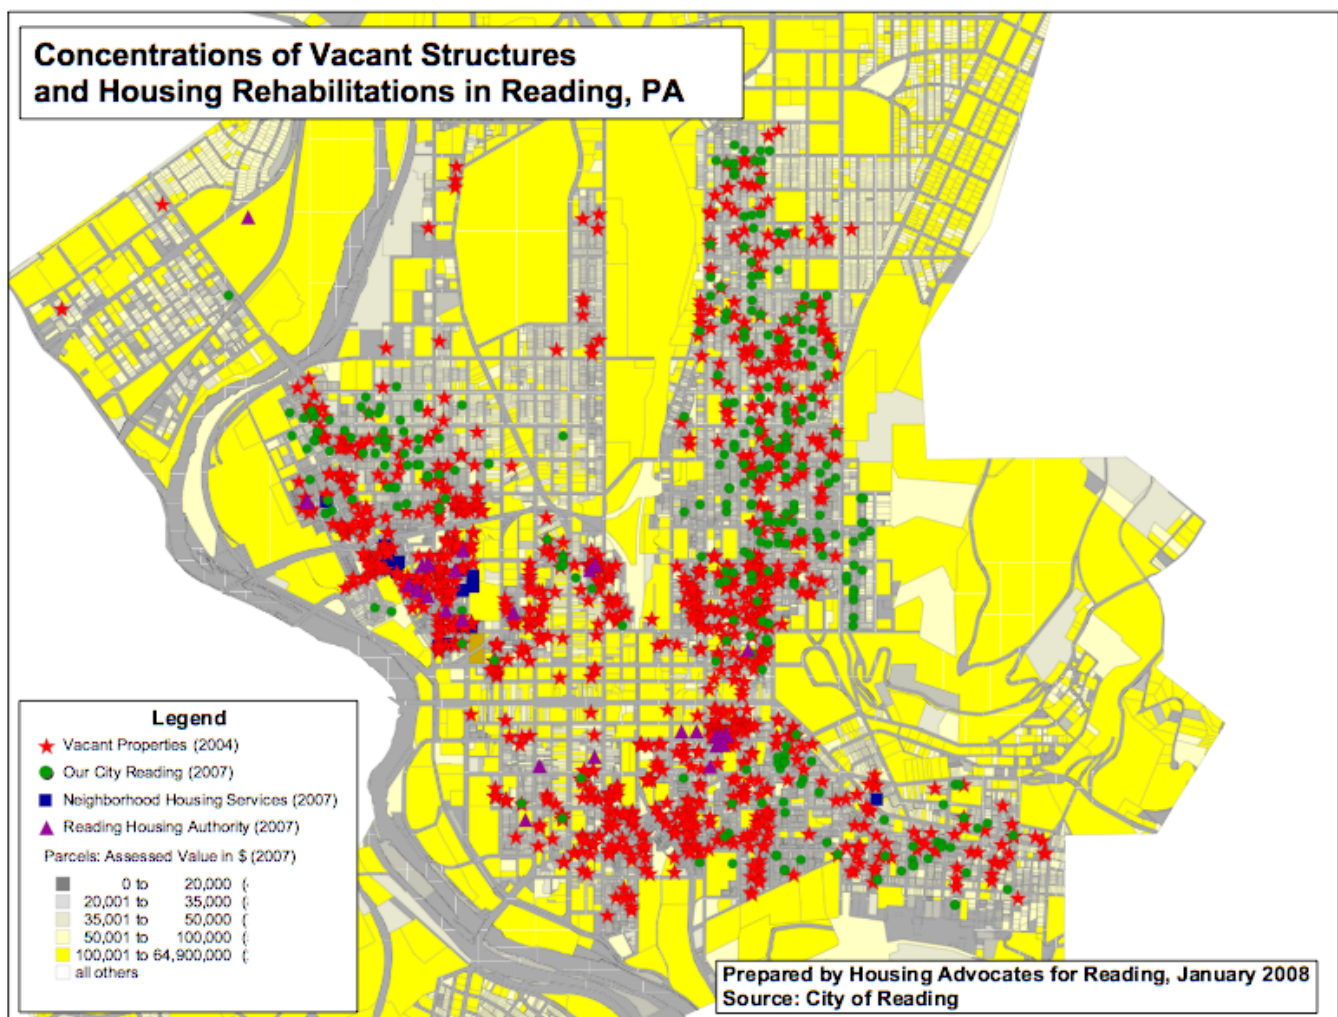 Concentrations of Vacant Structures
and Housing Rehabilitations in Reading, PA
Legend
Vacant Properties (2004)
Our City Reading (2007)
Neighborhood Housing Services (2007)
Reading Housing Authority (2007)
Parcels: Assessed Value in $ (2007)
0 to 20,000 (
20,001 to 35,000 (
35,001 to 50,000 (
50,001 to 100,000 (
100,001 to 64,900,000 (
all others
Prepared by Housing Advocates for Reading, January 2008
Source: City of Reading